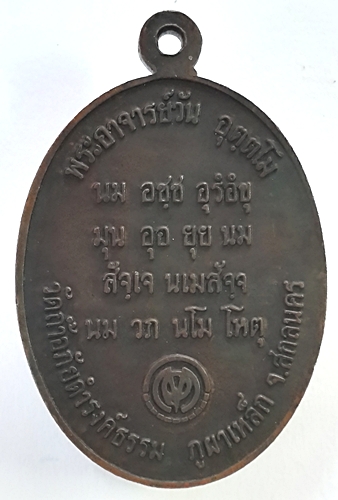 พระอาจารย์วัน อุตฺตโม
นม อชฺช อุรํอํขุ
มุน อุอ ยุย นม
สัจฺเจ นเมสัจฺจฺ
นม วภ นโม โหตุ
วัดถ้ำอภัยดำรงค์ธรรม ภูผาเหล็ก จ.สกลนคร